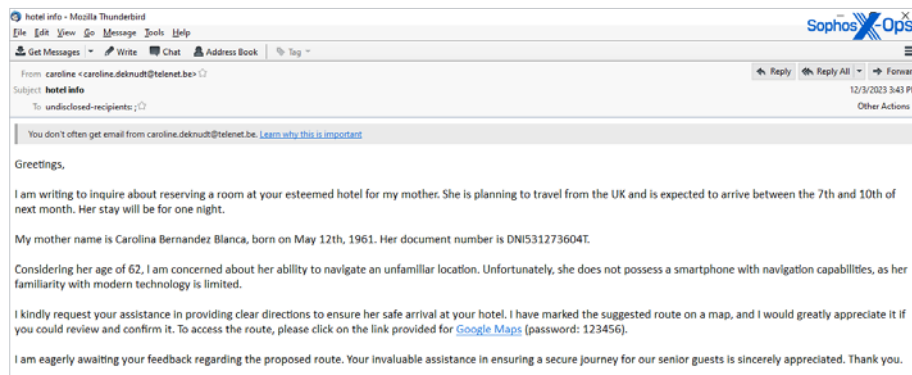 hotel info - Mozilla Thunderbird
Sophos X-Ops
File Edit View Go Message Tools Help
Get Messages Write Chat Address Book Tag
From caroline <caroline.deknudt@telenet.be>
Reply Reply All Forwar
Subject hotel info
12/3/2023 3:43 P
To undisclosed-recipients: ;
Other Actions
You don't often get email from caroline.deknudt@telenet.be. Learn why this is important
Greetings,
I am writing to inquire about reserving a room at your esteemed hotel for my mother. She is planning to travel from the UK and is expected to arrive between the 7th and 10th of
next month. Her stay will be for one night.
My mother name is Carolina Bernandez Blanca, born on May 12th, 1961. Her document number is DNI531273604T.
Considering her age of 62, I am concerned about her ability to navigate an unfamiliar location. Unfortunately, she does not possess a smartphone with navigation capabilities, as her
familiarity with modern technology is limited.
I kindly request your assistance in providing clear directions to ensure her safe arrival at your hotel. I have marked the suggested route on a map, and I would greatly appreciate it if
you could review and confirm it. To access the route, please click on the link provided for Google Maps (password: 123456).
I am eagerly awaiting your feedback regarding the proposed route. Your invaluable assistance in ensuring a secure journey for our senior guests is sincerely appreciated. Thank you.